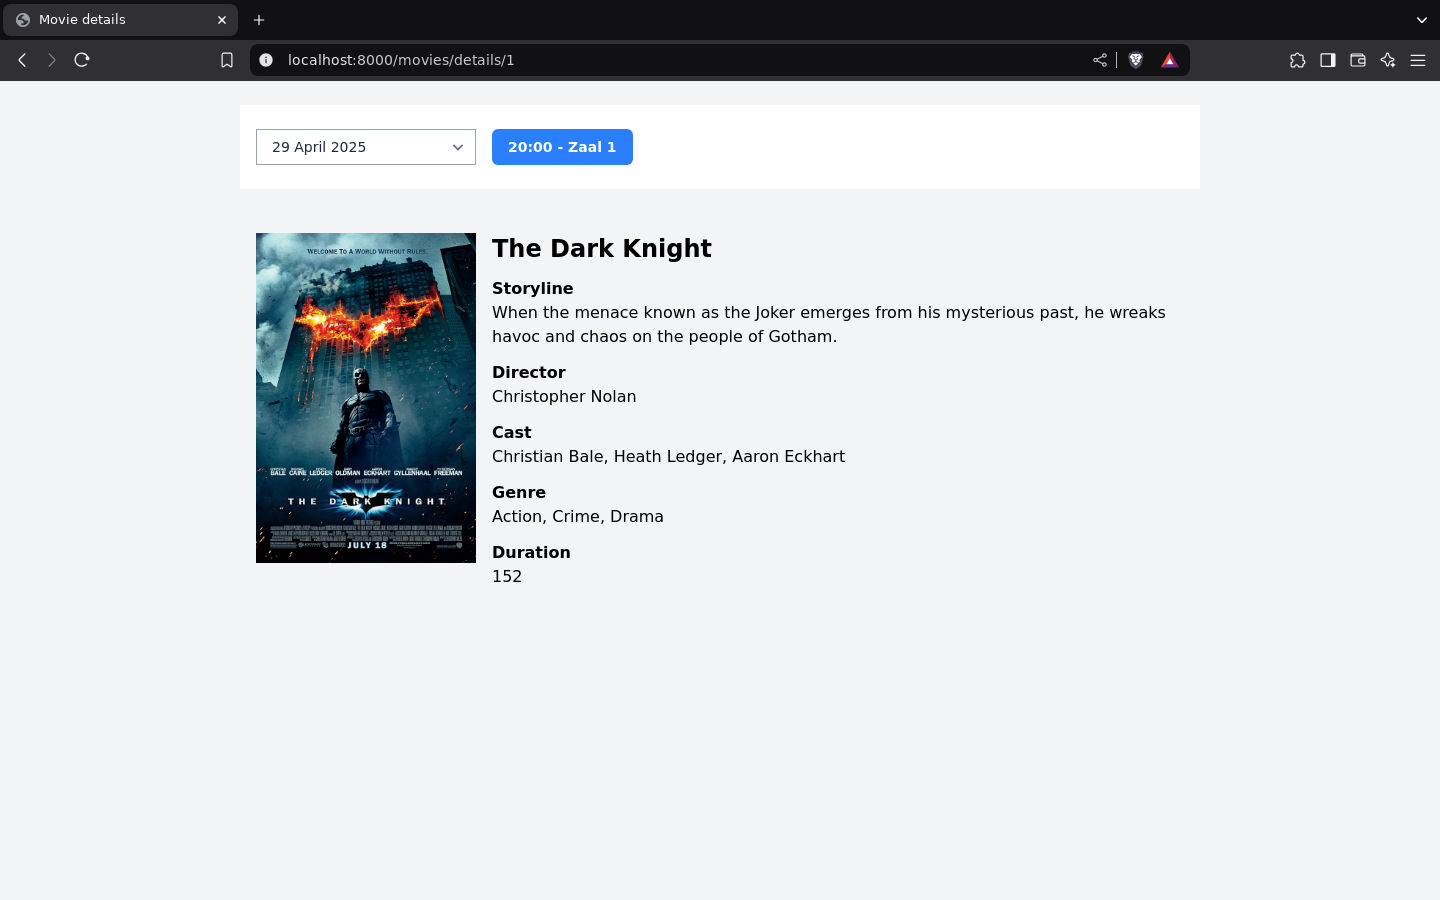 Movie details
localhost:8000/movies/details/1
29 April 2025
20:00 - Zaal 1
WELCOME TO A WORLD WITHOUT RULES.
BALE CAINE LEDGER OLDMAN ECKHART GYLLENHAAL FREEMAN
THE DARK KNIGHT
JULY 18
The Dark Knight
Storyline
When the menace known as the Joker emerges from his mysterious past, he wreaks
havoc and chaos on the people of Gotham.
Director
Christopher Nolan
Cast
Christian Bale, Heath Ledger, Aaron Eckhart
Genre
Action, Crime, Drama
Duration
152